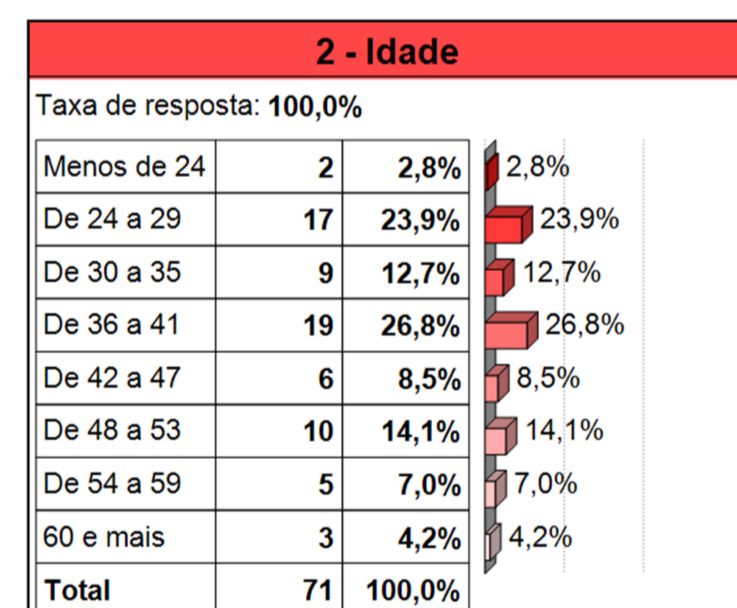 2 - Idade
Taxa de resposta: 100,0%
Menos de 24 2 2,8% 2,8%
De 24 a 29 17 23,9% 23,9%
De 30 a 35 9 12,7% 12,7%
De 36 a 41 19 26,8% 26,8%
De 42 a 47 6 8,5% 8,5%
De 48 a 53 10 14,1% 14,1%
De 54 a 59 5 7,0% 7,0%
60 e mais 3 4,2% 4,2%
Total 71 100,0%